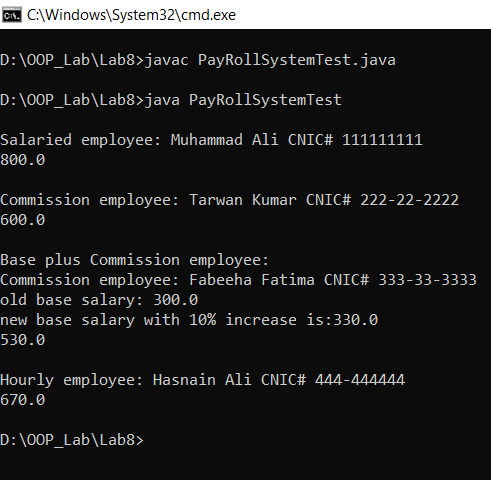 C:\Windows\System32\cmd.exe
D:\OOP_Lab\Lab8>javac PayRollSystemTest.java
D:\OOP_Lab\Lab8>java PayRollSystemTest
Salaried employee: Muhammad Ali CNIC# 111111111
800.0
Commission employee: Tarwan Kumar CNIC# 222-22-2222
600.0
Base plus Commission employee:
Commission employee: Fabeeha Fatima CNIC# 333-33-3333
old base salary: 300.0
new base salary with 10% increase is:330.0
530.0
Hourly employee: Hasnain Ali CNIC# 444-444444
670.0
D:\OOP_Lab\Lab8>